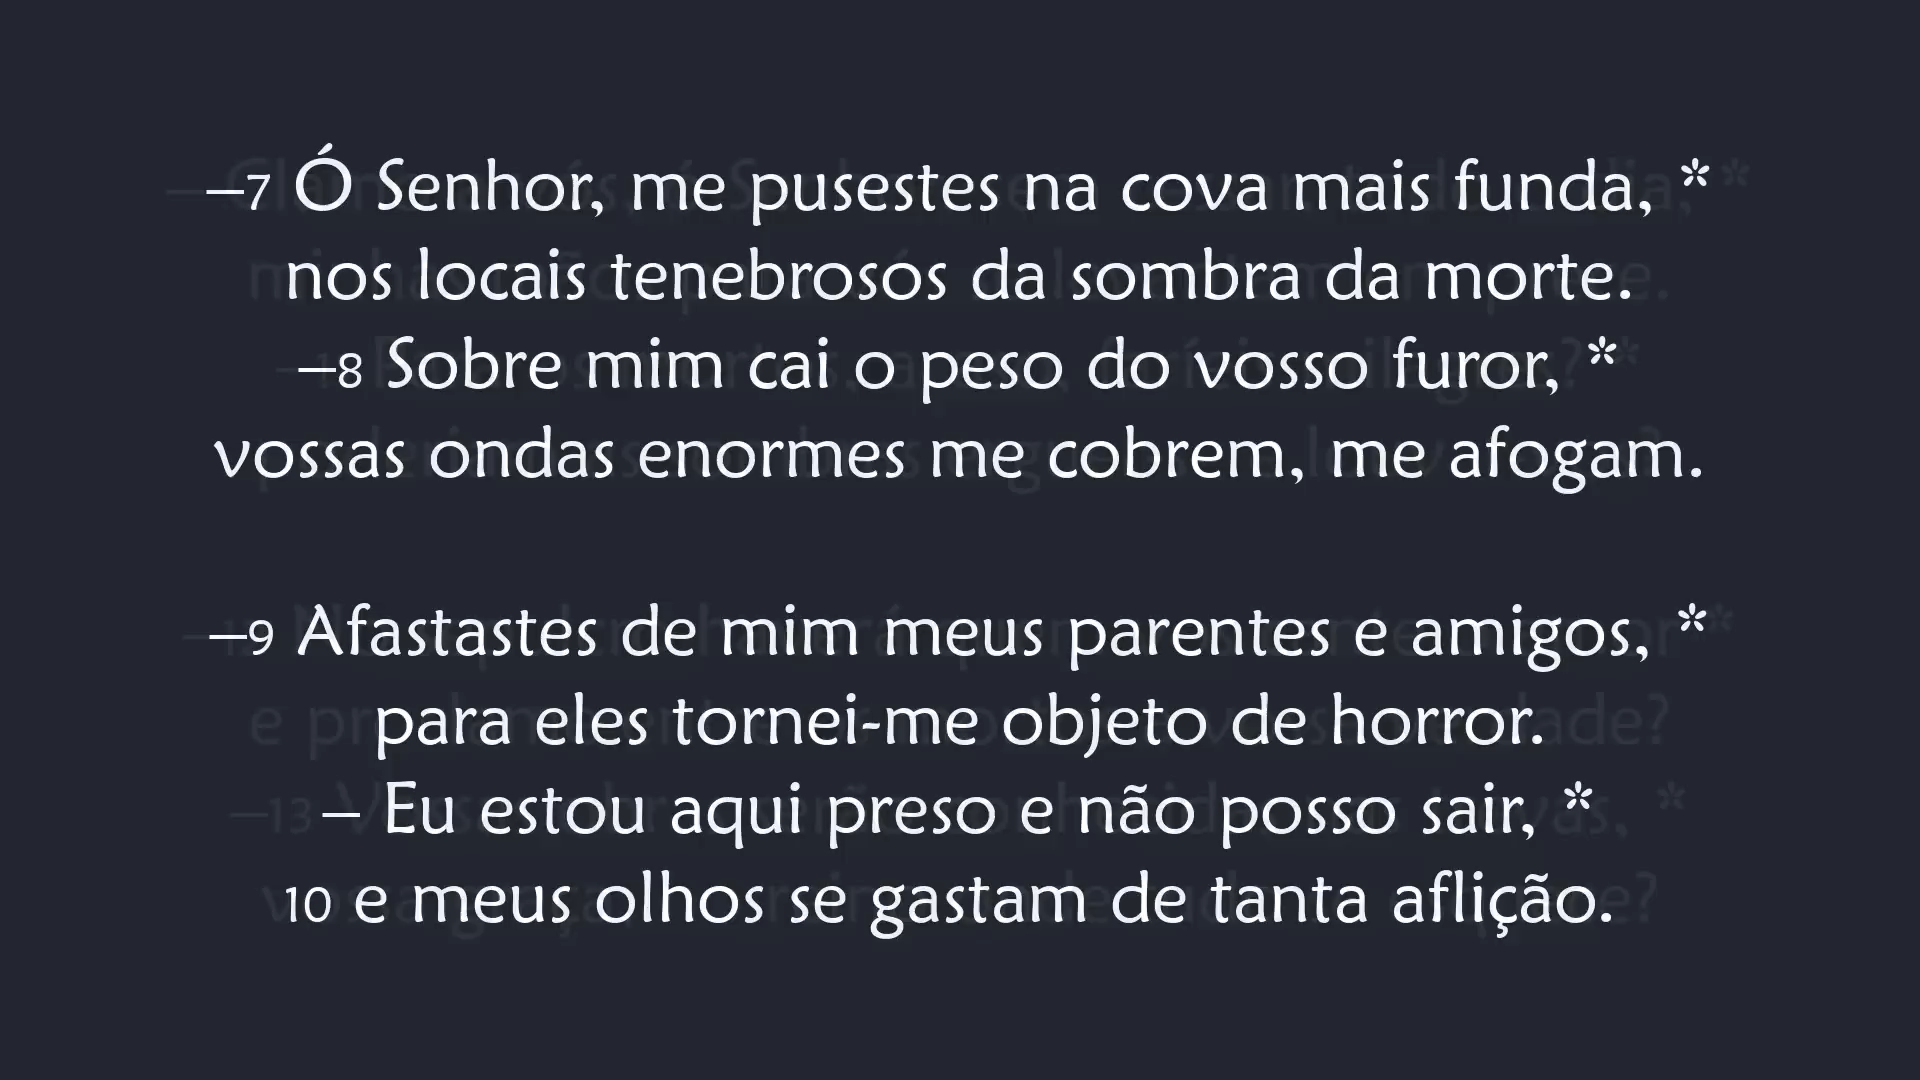 –7 Ó Senhor, me pusestes na cova mais funda, *
nos locais tenebrosos da sombra da morte.
–8 Sobre mim cai o peso do vosso furor, *
vossas ondas enormes me cobrem, me afogam.
–9 Afastastes de mim meus parentes e amigos, *
para eles tornei-me objeto de horror.
– Eu estou aqui preso e não posso sair, *
10 e meus olhos se gastam de tanta aflição.